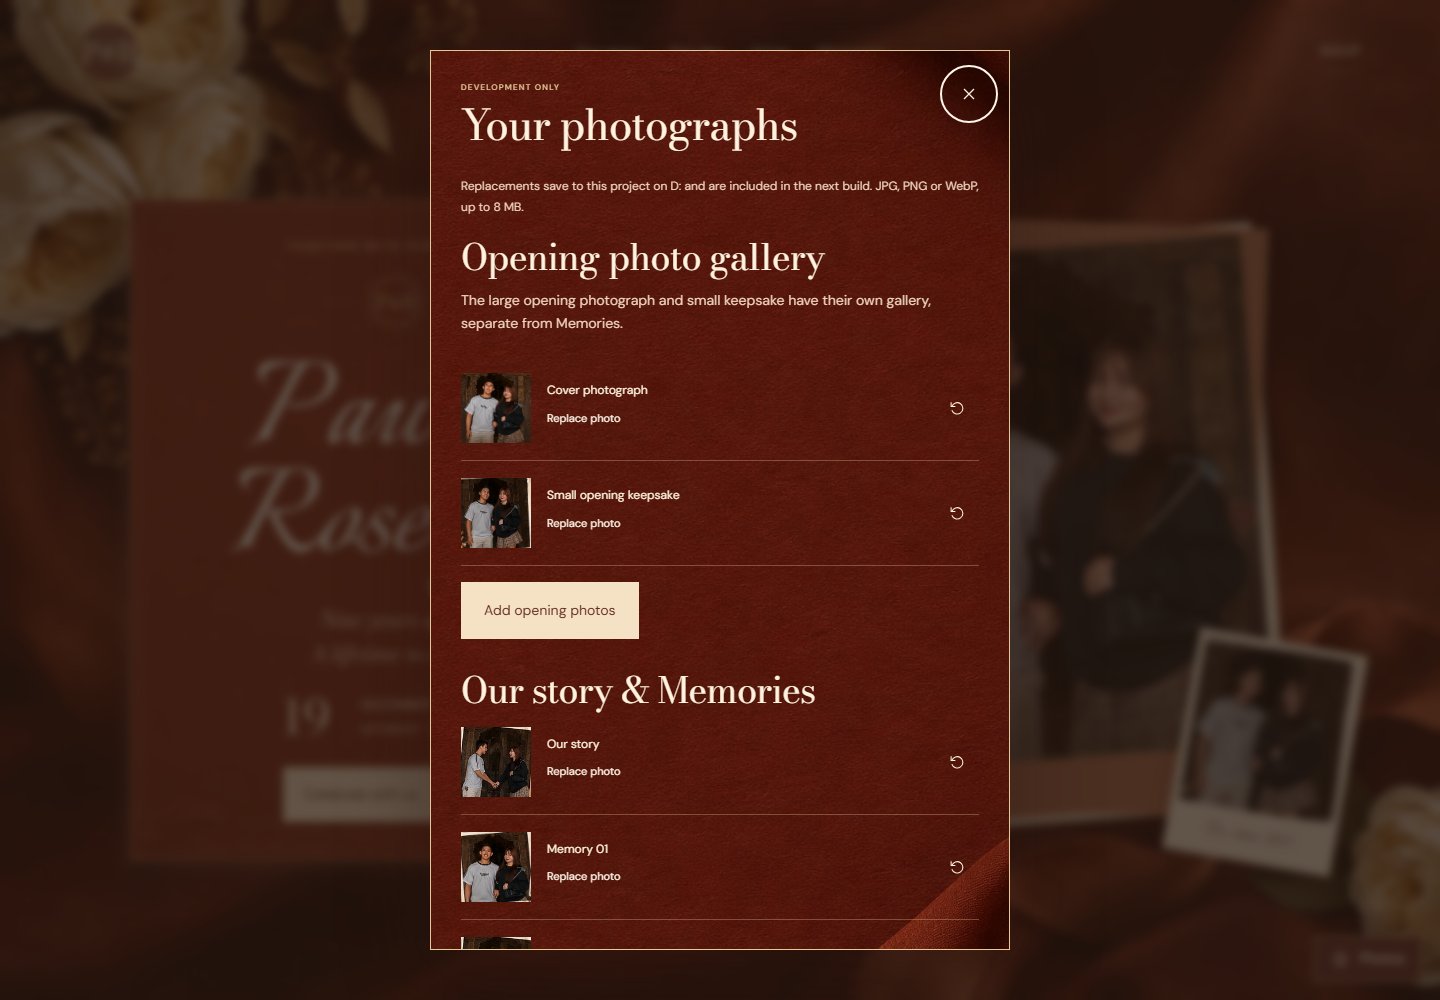 DEVELOPMENT ONLY
Your photographs
Replacements save to this project on D: and are included in the next build. JPG, PNG or WebP,
up to 8 MB.
Opening photo gallery
The large opening photograph and small keepsake have their own gallery,
separate from Memories.
Cover photograph
Replace photo
Small opening keepsake
Replace photo
Add opening photos
Our story & Memories
Our story
Replace photo
Memory 01
Replace photo
Rose
19
Photos